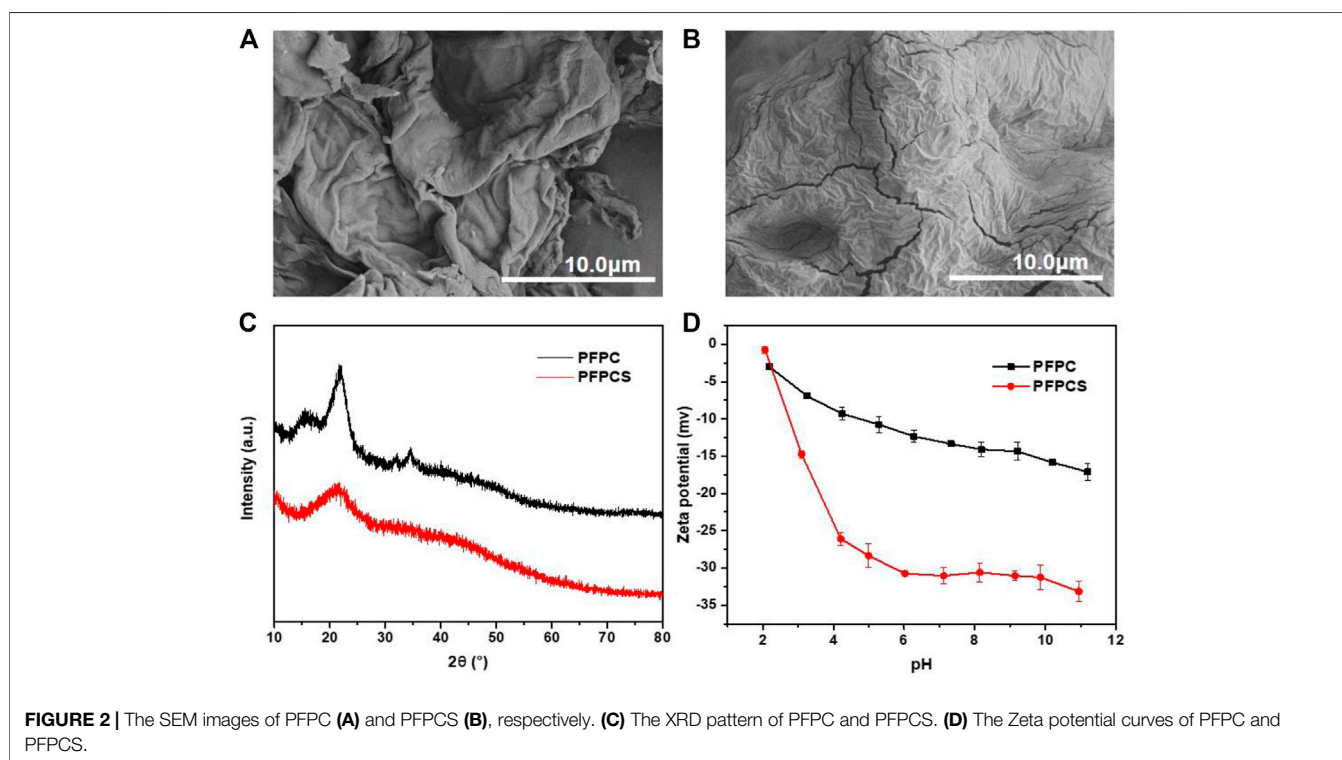 A
B
10.0μm
10.0μm
C
D
PFPC
PFPCS
Intensity (a.u.)
10 20 30 40 50 60 70 80
2θ (°)
PFPC
PFPCS
Zeta potential (mv)
0
-5
-10
-15
-20
-25
-30
-35
2 4 6 8 10 12
pH
FIGURE 2 | The SEM images of PFPC (A) and PFPCS (B), respectively. (C) The XRD pattern of PFPC and PFPCS. (D) The Zeta potential curves of PFPC and
PFPCS.